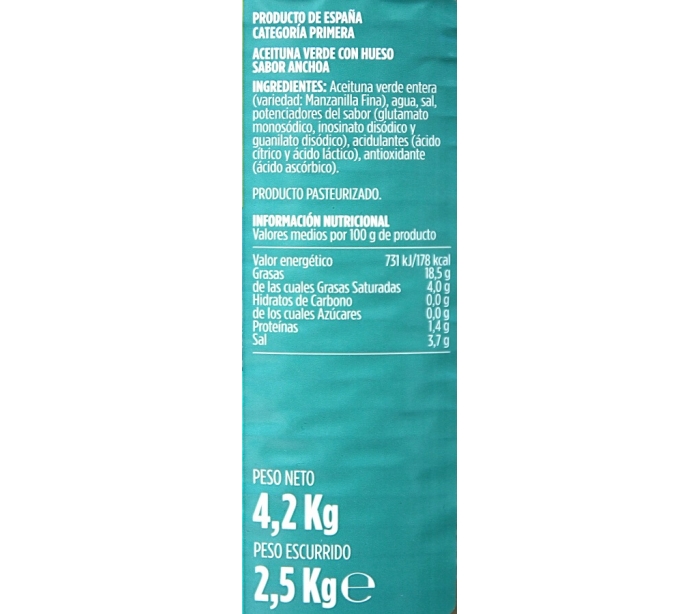 PRODUCTO DE ESPAÑA
CATEGORÍA PRIMERA
ACEITUNA VERDE CON HUESO
SABOR ANCHOA
INGREDIENTES: Aceituna verde entera
(variedad: Manzanilla Fina), agua, sal,
potenciadores del sabor (glutamato
monosódico, inosinato disódico y
guanilato disódico), acidulantes (ácido
cítrico y ácido láctico), antioxidante
(ácido ascórbico).
PRODUCTO PASTEURIZADO.
INFORMACIÓN NUTRICIONAL
Valores medios por 100 g de producto
Valor energético 731 kJ/178 kcal
Grasas 18,5 g
de las cuales Grasas Saturadas 4,0 g
Hidratos de Carbono 0,0 g
de los cuales Azúcares 0,0 g
Proteínas 1,4 g
Sal 3,7 g
PESO NETO
4,2 Kg
PESO ESCURRIDO
2,5 Kg e